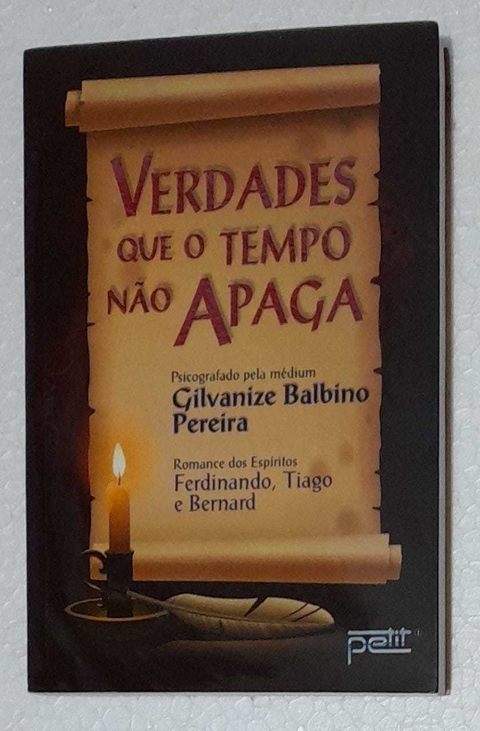 VERDADES
QUE O TEMPO
NÃO APAGA
Psicografado pela médium
Gilvanize Balbino
Pereira
Romance dos Espíritos
Ferdinando, Tiago
e Bernard
petit